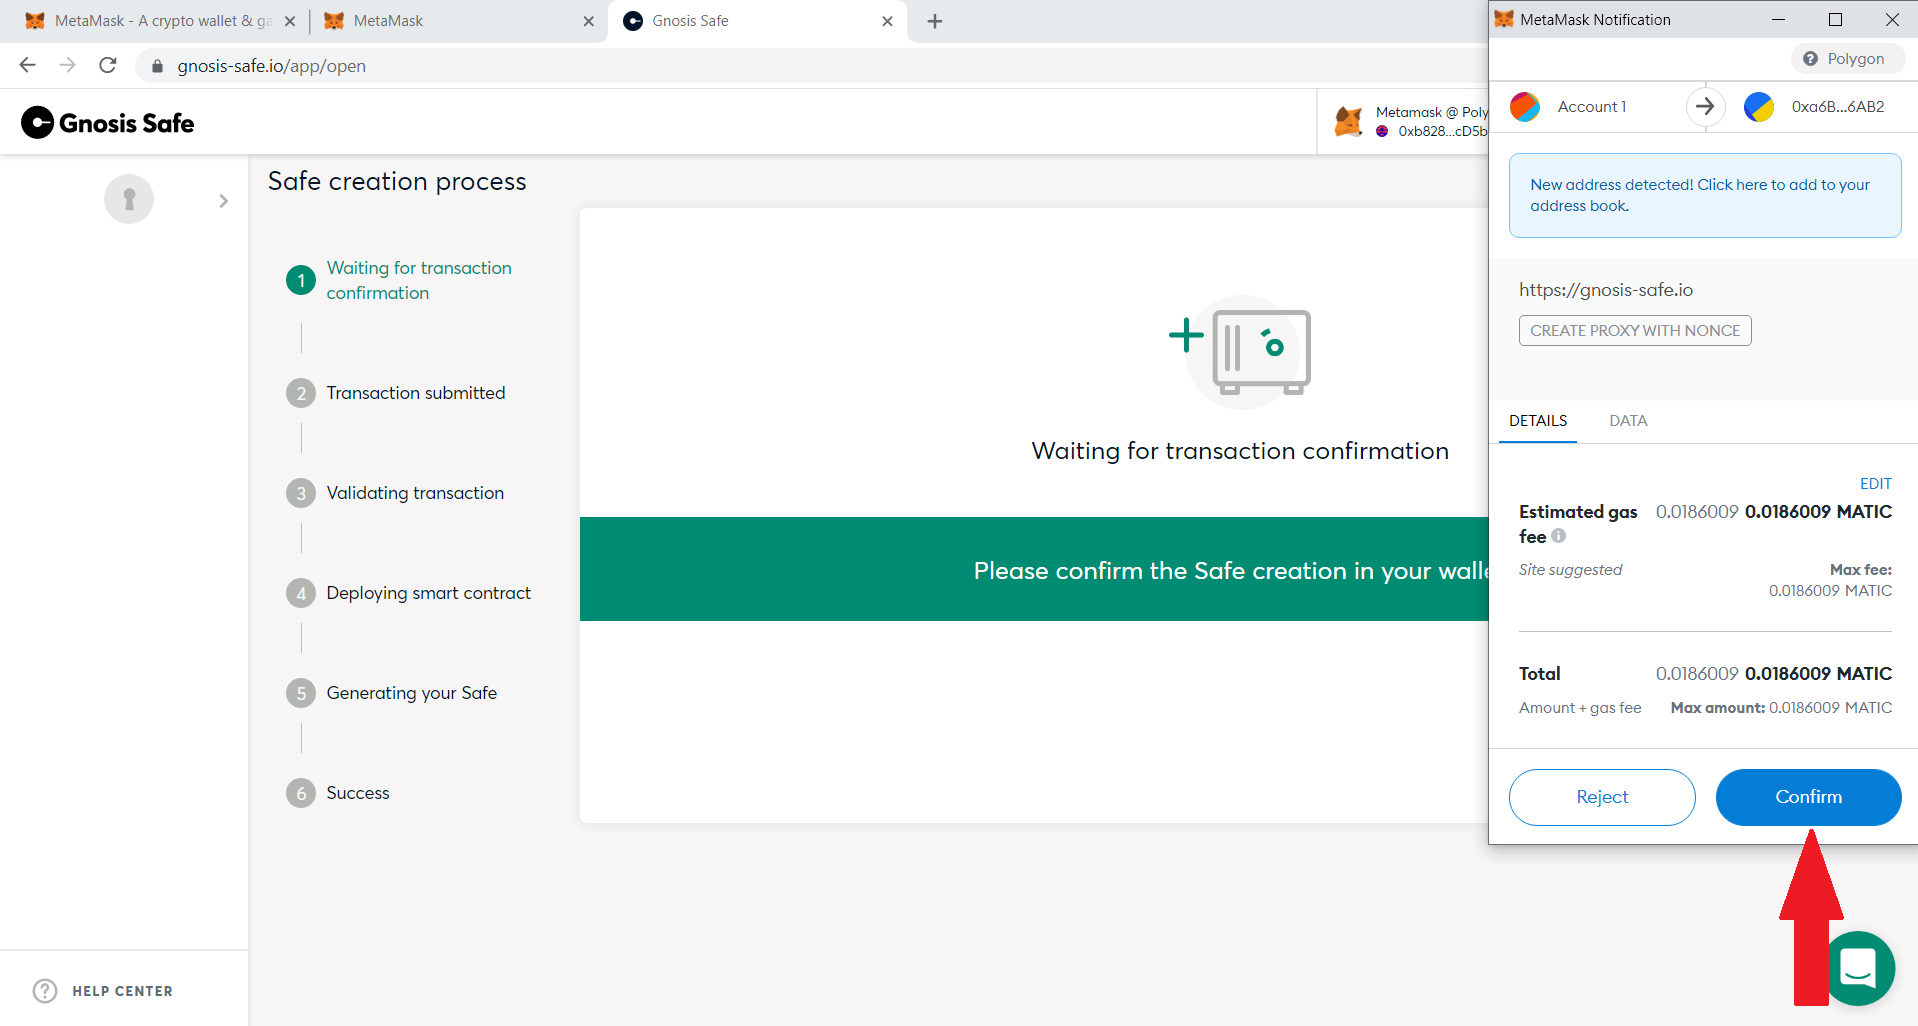 MetaMask - A crypto wallet & ga
MetaMask
Gnosis Safe
gnosis-safe.io/app/open
Gnosis Safe
Metamask @ Poly
0xb828...cD5b
Safe creation process
1
Waiting for transaction
confirmation
2
Transaction submitted
3
Validating transaction
4
Deploying smart contract
5
Generating your Safe
6
Success
Waiting for transaction confirmation
Please confirm the Safe creation in your walle
HELP CENTER
MetaMask Notification
Polygon
Account 1
0xa6B...6AB2
New address detected! Click here to add to your
address book.
https://gnosis-safe.io
CREATE PROXY WITH NONCE
DETAILS
DATA
EDIT
Estimated gas 0.0186009 0.0186009 MATIC
fee
Site suggested Max fee:
0.0186009 MATIC
Total 0.0186009 0.0186009 MATIC
Amount + gas fee Max amount: 0.0186009 MATIC
Reject
Confirm